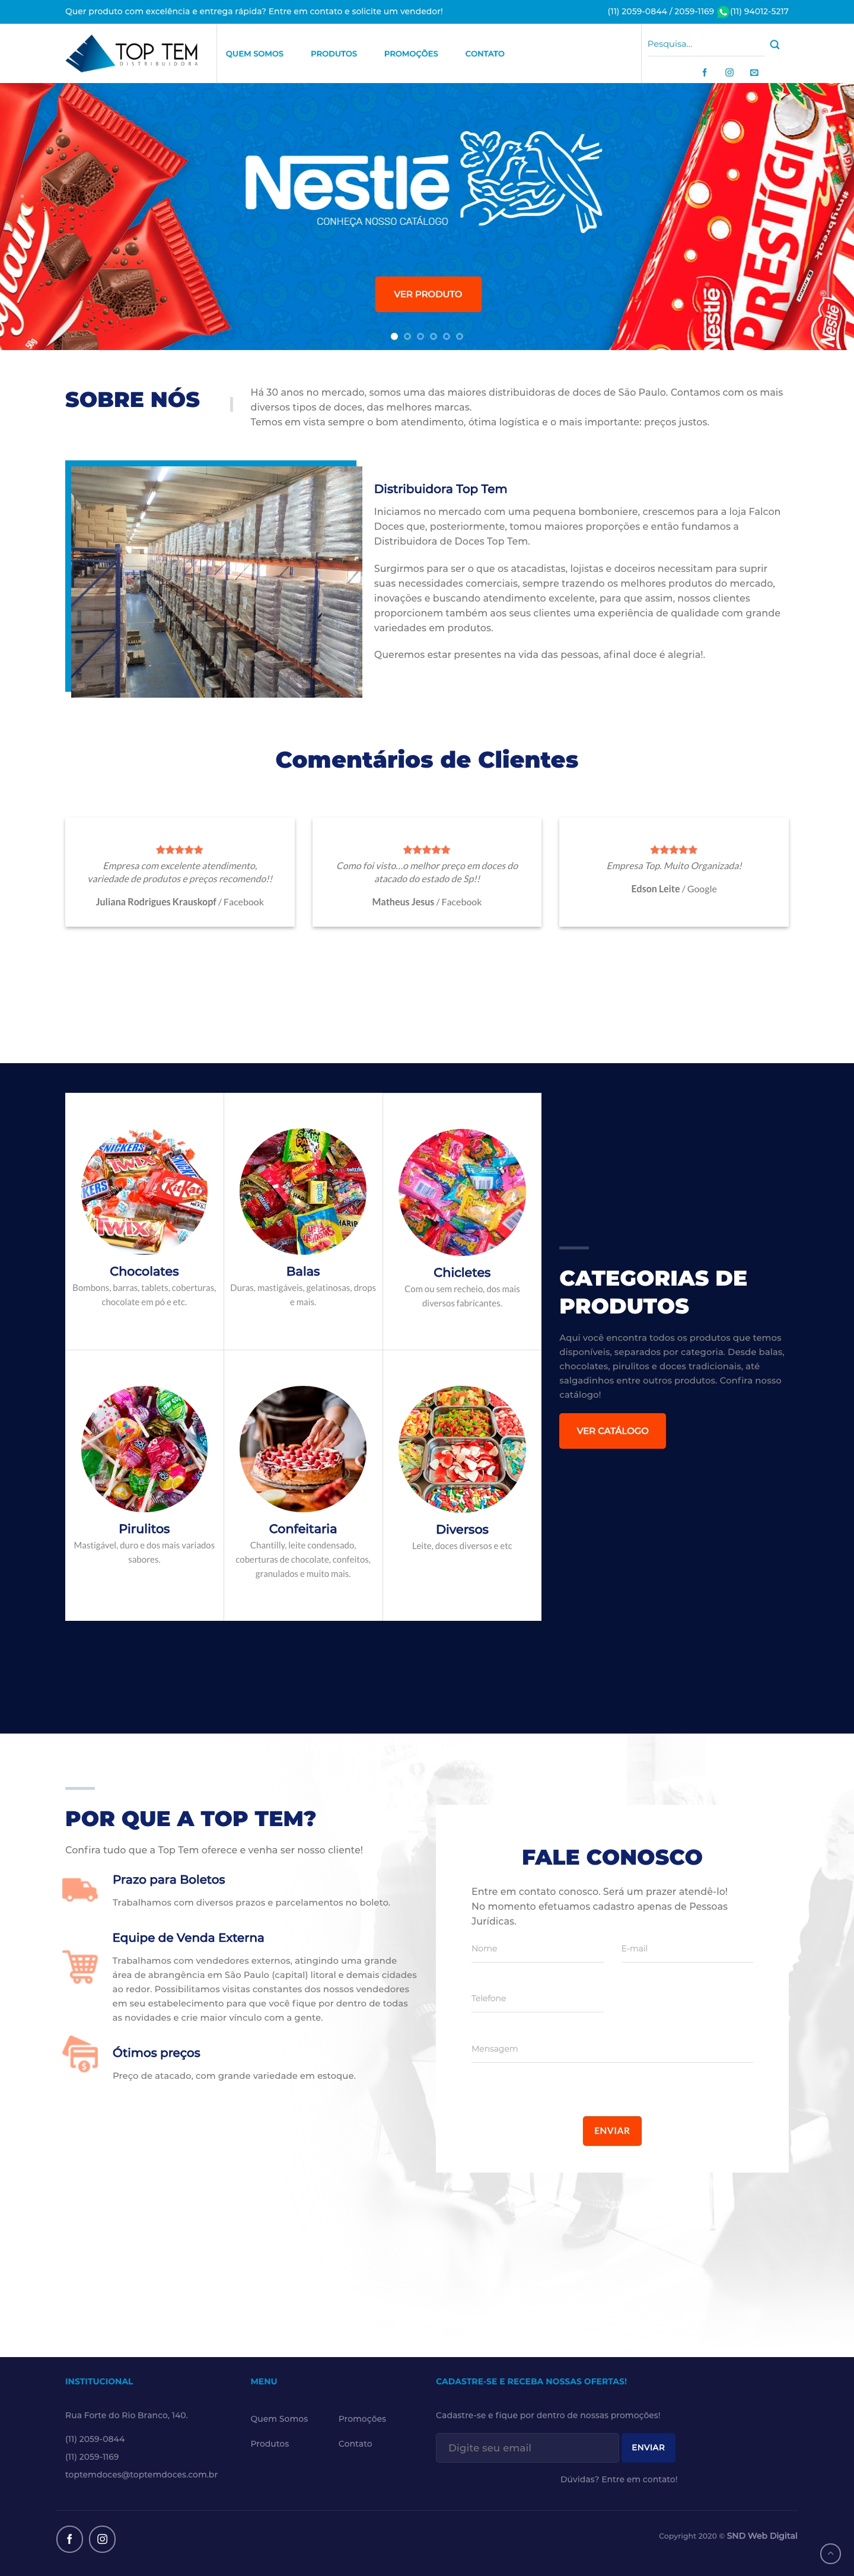 Quer produto com excelência e entrega rápida? Entre em contato e solicite um vendedor!
(11) 2059-0844 / 2059-1169 (11) 94012-5217
TOP TEM
DISTRIBUIDORA
QUEM SOMOS
PRODUTOS
PROMOÇÕES
CONTATO
Pesquisa...
Nestlé
CONHEÇA NOSSO CATÁLOGO
VER PRODUTO
PRESTÍGI
Nestlé
#mybreak
Nestlé
50g
SOBRE NÓS
Há 30 anos no mercado, somos uma das maiores distribuidoras de doces de São Paulo. Contamos com os mais
diversos tipos de doces, das melhores marcas.
Temos em vista sempre o bom atendimento, ótima logística e o mais importante: preços justos.
Distribuidora Top Tem
Iniciamos no mercado com uma pequena bomboniere, crescemos para a loja Falcon
Doces que, posteriormente, tomou maiores proporções e então fundamos a
Distribuidora de Doces Top Tem.
Surgirmos para ser o que os atacadistas, lojistas e doceiros necessitam para suprir
suas necessidades comerciais, sempre trazendo os melhores produtos do mercado,
inovações e buscando atendimento excelente, para que assim, nossos clientes
proporcionem também aos seus clientes uma experiência de qualidade com grande
variedades em produtos.
Queremos estar presentes na vida das pessoas, afinal doce é alegria!.
Comentários de Clientes
Empresa com excelente atendimento,
variedade de produtos e preços recomendo!!
Juliana Rodrigues Krauskopf / Facebook
Como foi visto...o melhor preço em doces do
atacado do estado de Sp!!
Matheus Jesus / Facebook
Empresa Top. Muito Organizada!
Edson Leite / Google
SNICKERS
TWIX
KitKat
TWIX
Chocolates
Bombons, barras, tablets, coberturas,
chocolate em pó e etc.
Balas
Duras, mastigáveis, gelatinosas, drops
e mais.
Chicletes
Com ou sem recheio, dos mais
diversos fabricantes.
Pirulitos
Mastigável, duro e dos mais variados
sabores.
Confeitaria
Chantilly, leite condensado,
coberturas de chocolate, confeitos,
granulados e muito mais.
Diversos
Leite, doces diversos e etc
CATEGORIAS DE
PRODUTOS
Aqui você encontra todos os produtos que temos
disponíveis, separados por categoria. Desde balas,
chocolates, pirulitos e doces tradicionais, até
salgadinhos entre outros produtos. Confira nosso
catálogo!
VER CATÁLOGO
POR QUE A TOP TEM?
Confira tudo que a Top Tem oferece e venha ser nosso cliente!
Prazo para Boletos
Trabalhamos com diversos prazos e parcelamentos no boleto.
Equipe de Venda Externa
Trabalhamos com vendedores externos, atingindo uma grande
área de abrangência em São Paulo (capital) litoral e demais cidades
ao redor. Possibilitamos visitas constantes dos nossos vendedores
em seu estabelecimento para que você fique por dentro de todas
as novidades e crie maior vínculo com a gente.
Ótimos preços
Preço de atacado, com grande variedade em estoque.
FALE CONOSCO
Entre em contato conosco. Será um prazer atendê-lo!
No momento efetuamos cadastro apenas de Pessoas
Jurídicas.
Nome
E-mail
Telefone
Mensagem
ENVIAR
INSTITUCIONAL
Rua Forte do Rio Branco, 140.
(11) 2059-0844
(11) 2059-1169
toptemdoces@toptemdoces.com.br
MENU
Quem Somos
Promoções
Produtos
Contato
CADASTRE-SE E RECEBA NOSSAS OFERTAS!
Cadastre-se e fique por dentro de nossas promoções!
Digite seu email
ENVIAR
Dúvidas? Entre em contato!
Copyright 2020 © SND Web Digital